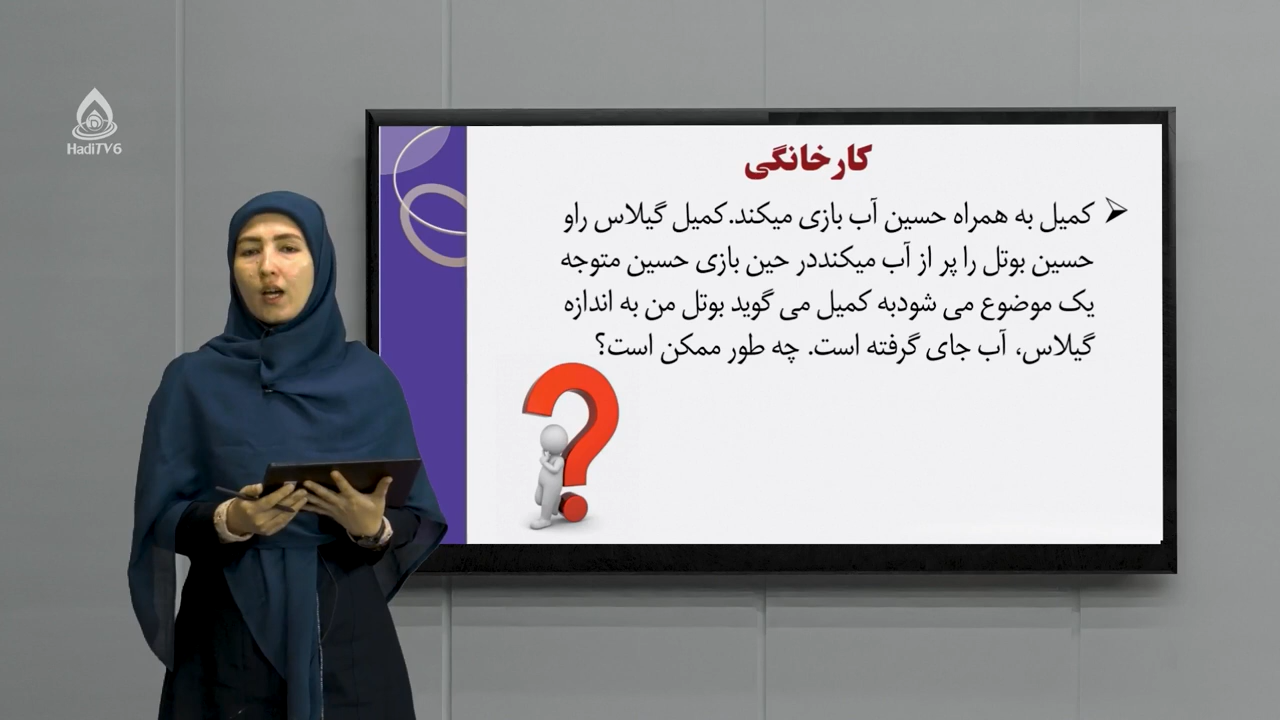 HadiTV6
کارخانگی
کمیل به همراه حسین آب بازی میکند.کمیل گیلاس راو
حسین بوتل را پر از آب میکنددر حین بازی حسین متوجه
یک موضوع می شودبه کمیل می گوید بوتل من به اندازه
گیلاس، آب جای گرفته است. چه طور ممکن است؟